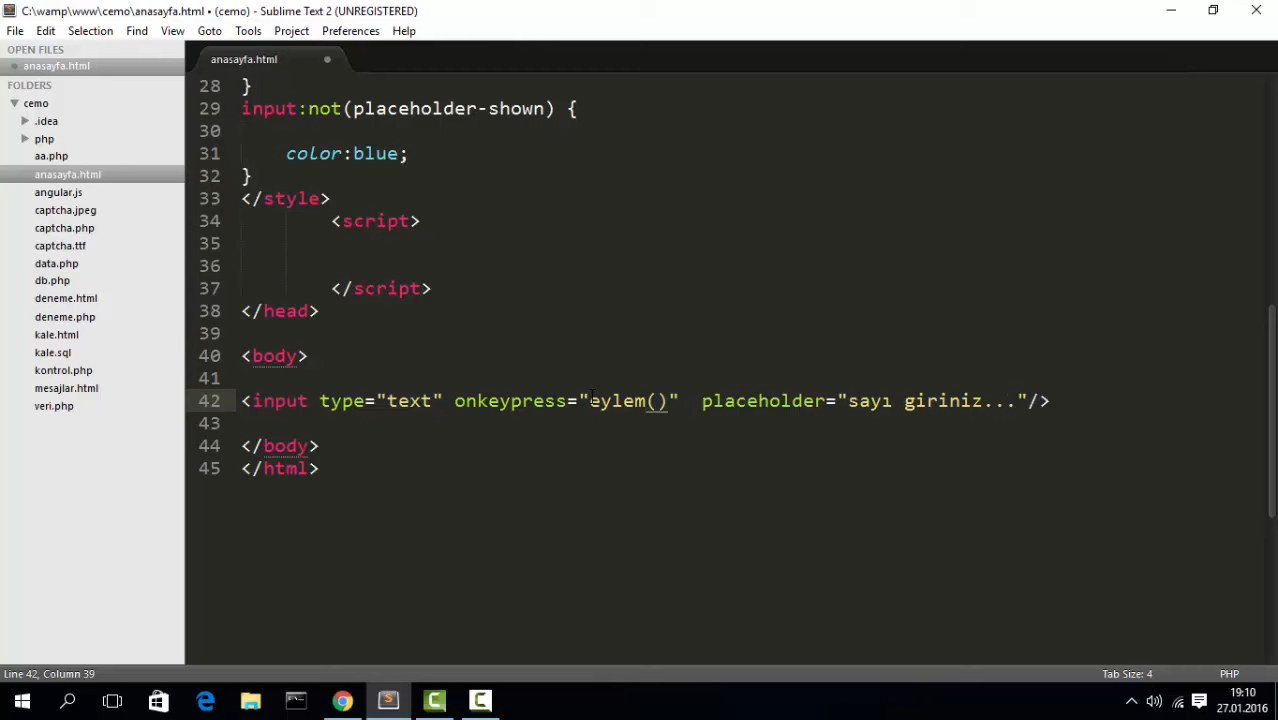 C:\wamp\www\cemo\anasayfa.html • (cemo) - Sublime Text 2 (UNREGISTERED)
File Edit Selection Find View Goto Tools Project Preferences Help
OPEN FILES
anasayfa.html
FOLDERS
cemo
.idea
php
aa.php
anasayfa.html
angular.js
captcha.jpeg
captcha.php
captcha.ttf
data.php
db.php
deneme.html
deneme.php
kale.html
kale.sql
kontrol.php
mesajlar.html
veri.php
anasayfa.html
28 }
29 input:not(placeholder-shown) {
30
31 color:blue;
32 }
33 </style>
34 <script>
35
36
37 </script>
38 </head>
39
40 <body>
41
42 <input type="text" onkeypress="eylem()"  placeholder="sayı giriniz..."/>
43
44 </body>
45 </html>
Line 42, Column 39
Tab Size: 4
PHP
19:10
27.01.2016